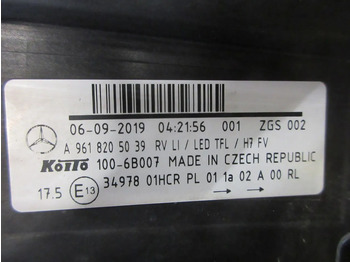 06-09-2019 04:21:56 001 ZGS 002
A 961 820 50 39 RV LI / LED TFL / H7 FV
KOITO 100-6B007 MADE IN CZECH REPUBLIC
17.5 E13 34978 01HCR PL 01 1a 02 A 00 RL